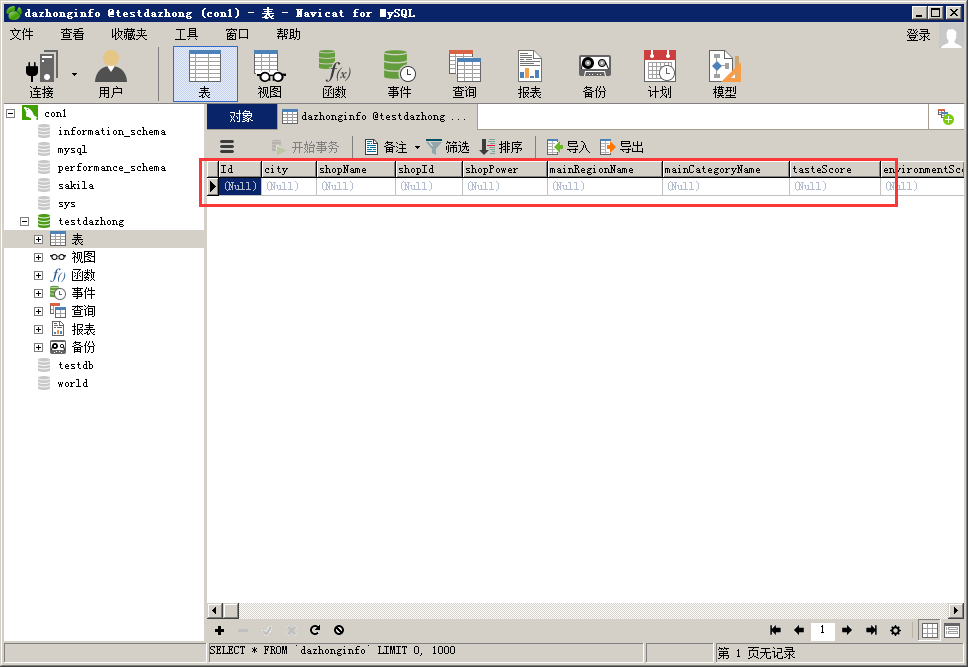 dazhonginfo @testdazhong (con1) - 表 - Navicat for MySQL
文件 查看 收藏夹 工具 窗口 帮助 登录
连接 用户 表 视图 函数 事件 查询 报表 备份 计划 模型
con1
information_schema
mysql
performance_schema
sakila
sys
testdazhong
表
视图
f() 函数
事件
查询
报表
备份
testdb
world
对象 dazhonginfo @testdazhong ...
开始事务 备注 筛选 排序 导入 导出
Id city shopName shopId shopPower mainRegionName mainCategoryName tasteScore environmentSco
(Null) (Null) (Null) (Null) (Null) (Null) (Null) (Null) (Null)
1
SELECT * FROM `dazhonginfo` LIMIT 0, 1000 第 1 页无记录